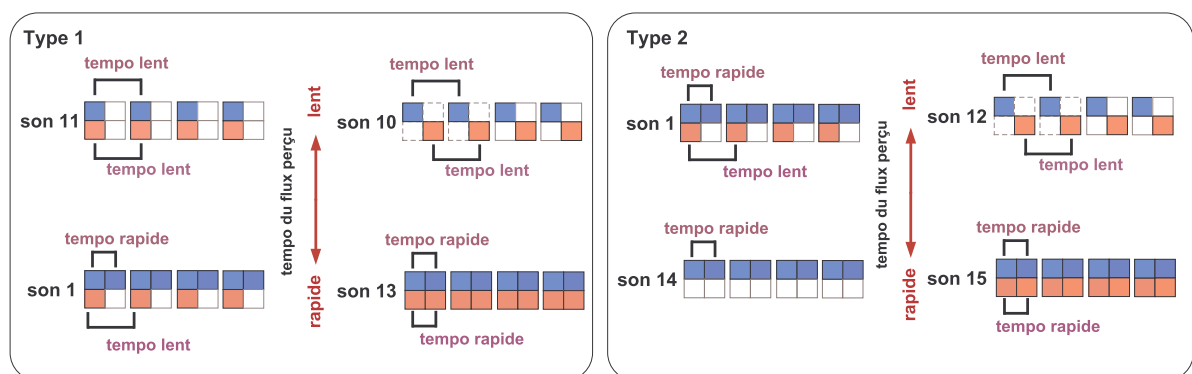 Type 1
tempo lent
son 11
tempo lent
tempo lent
son 10
tempo lent
lent
tempo du flux perçu
rapide
tempo rapide
son 1
tempo lent
tempo rapide
son 13
tempo rapide
Type 2
tempo rapide
son 1
tempo lent
tempo lent
son 12
tempo lent
lent
tempo du flux perçu
rapide
tempo rapide
son 14
tempo rapide
son 15
tempo rapide